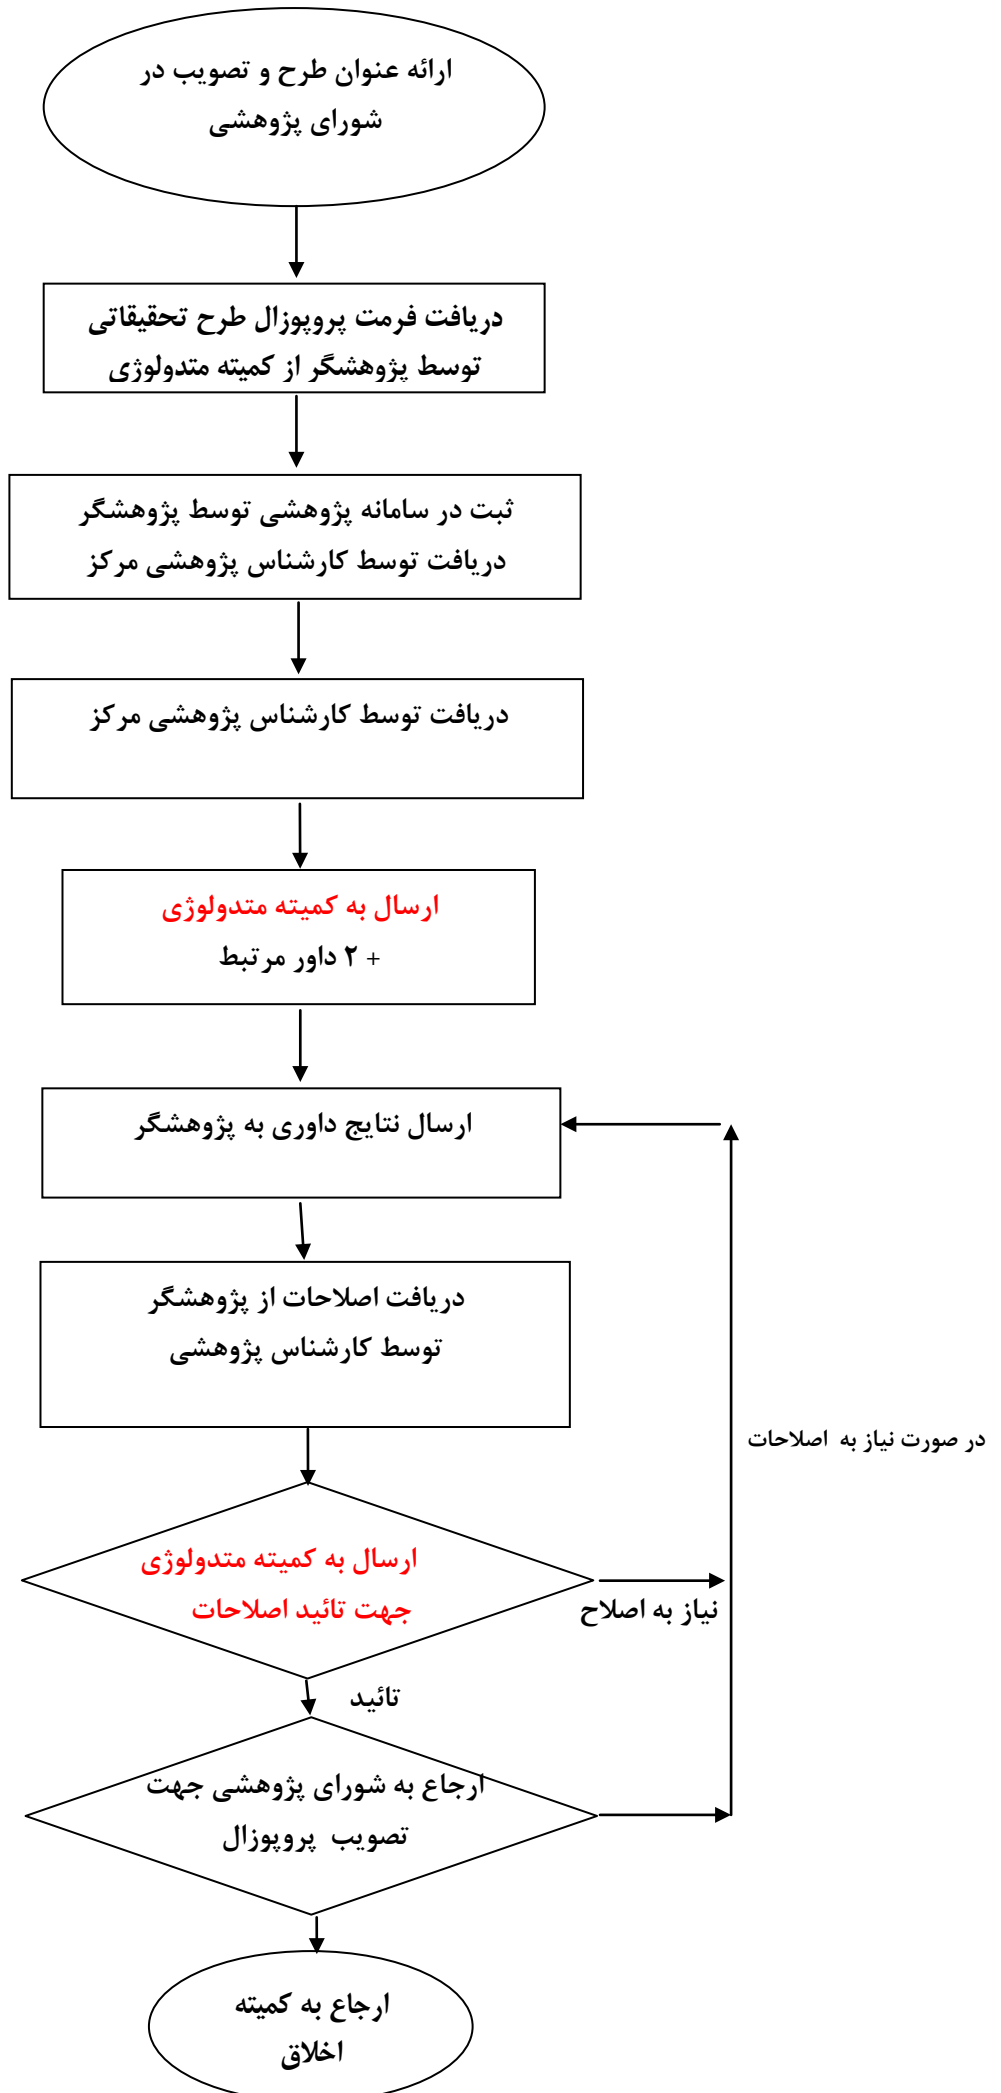 ارائه عنوان طرح و تصویب در
شورای پژوهشی
دریافت فرمت پروپوزال طرح تحقیقاتی
توسط پژوهشگر از کمیته متدولوژی
ثبت در سامانه پژوهشی توسط پژوهشگر
دریافت توسط کارشناس پژوهشی مرکز
دریافت توسط کارشناس پژوهشی مرکز
ارسال به کمیته متدولوژی
+ ۲ داور مرتبط
ارسال نتایج داوری به پژوهشگر
دریافت اصلاحات از پژوهشگر
توسط کارشناس پژوهشی
در صورت نیاز به اصلاحات
ارسال به کمیته متدولوژی
جهت تائید اصلاحات
نیاز به اصلاح
تائید
ارجاع به شورای پژوهشی جهت
تصویب پروپوزال
ارجاع به کمیته
اخلاق